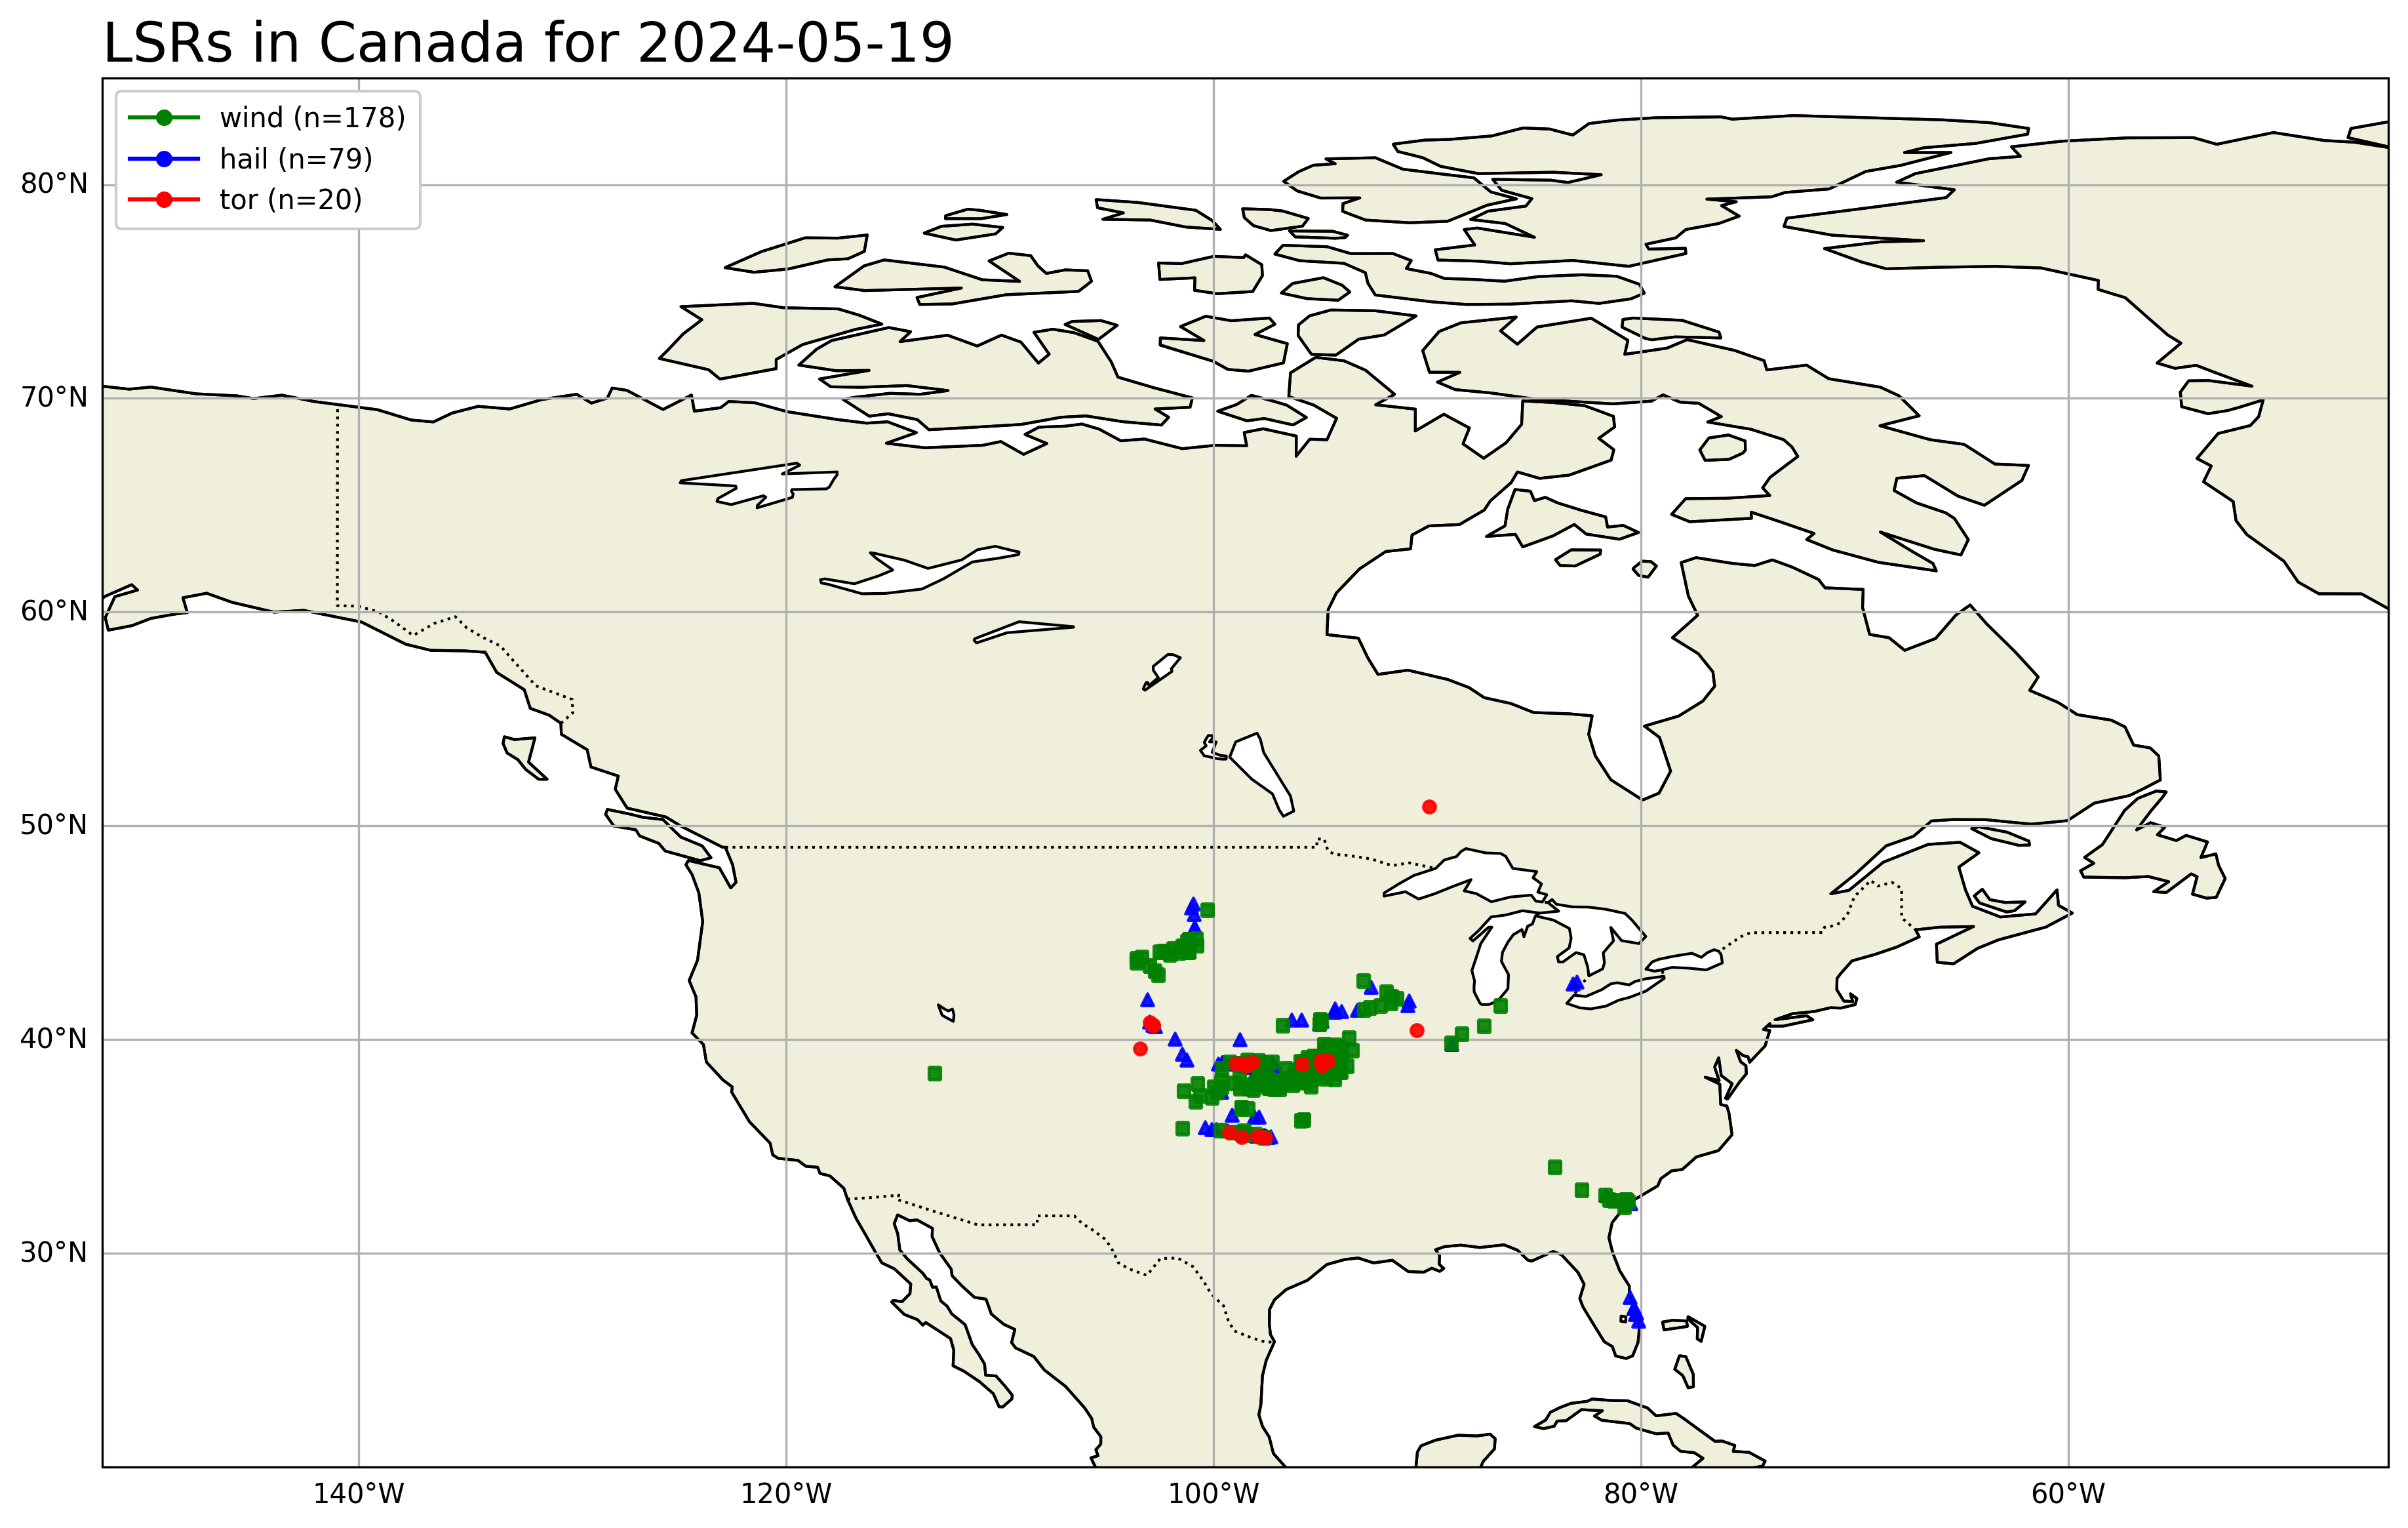 LSRs in Canada for 2024-05-19
wind (n=178)
hail (n=79)
tor (n=20)
80°N
70°N
60°N
50°N
40°N
30°N
140°W
120°W
100°W
80°W
60°W